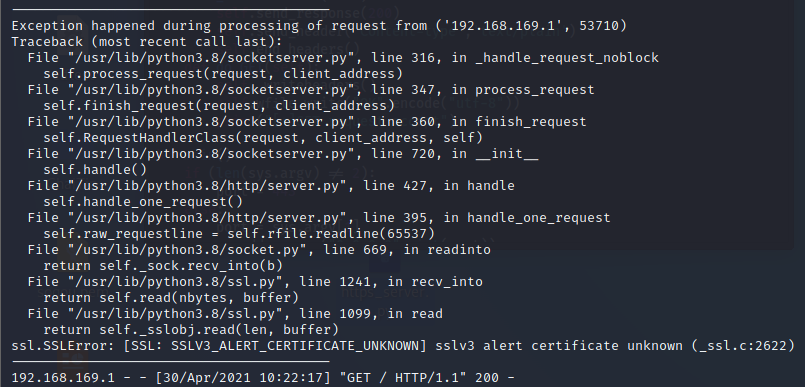 ----------------------------------------
Exception happened during processing of request from ('192.168.169.1', 53710)
Traceback (most recent call last):
  File "/usr/lib/python3.8/socketserver.py", line 316, in _handle_request_noblock
    self.process_request(request, client_address)
  File "/usr/lib/python3.8/socketserver.py", line 347, in process_request
    self.finish_request(request, client_address)
  File "/usr/lib/python3.8/socketserver.py", line 360, in finish_request
    self.RequestHandlerClass(request, client_address, self)
  File "/usr/lib/python3.8/socketserver.py", line 720, in __init__
    self.handle()
  File "/usr/lib/python3.8/http/server.py", line 427, in handle
    self.handle_one_request()
  File "/usr/lib/python3.8/http/server.py", line 395, in handle_one_request
    self.raw_requestline = self.rfile.readline(65537)
  File "/usr/lib/python3.8/socket.py", line 669, in readinto
    return self._sock.recv_into(b)
  File "/usr/lib/python3.8/ssl.py", line 1241, in recv_into
    return self.read(nbytes, buffer)
  File "/usr/lib/python3.8/ssl.py", line 1099, in read
    return self._sslobj.read(len, buffer)
ssl.SSLError: [SSL: SSLV3_ALERT_CERTIFICATE_UNKNOWN] sslv3 alert certificate unknown (_ssl.c:2622)
----------------------------------------
192.168.169.1 - - [30/Apr/2021 10:22:17] "GET / HTTP/1.1" 200 -